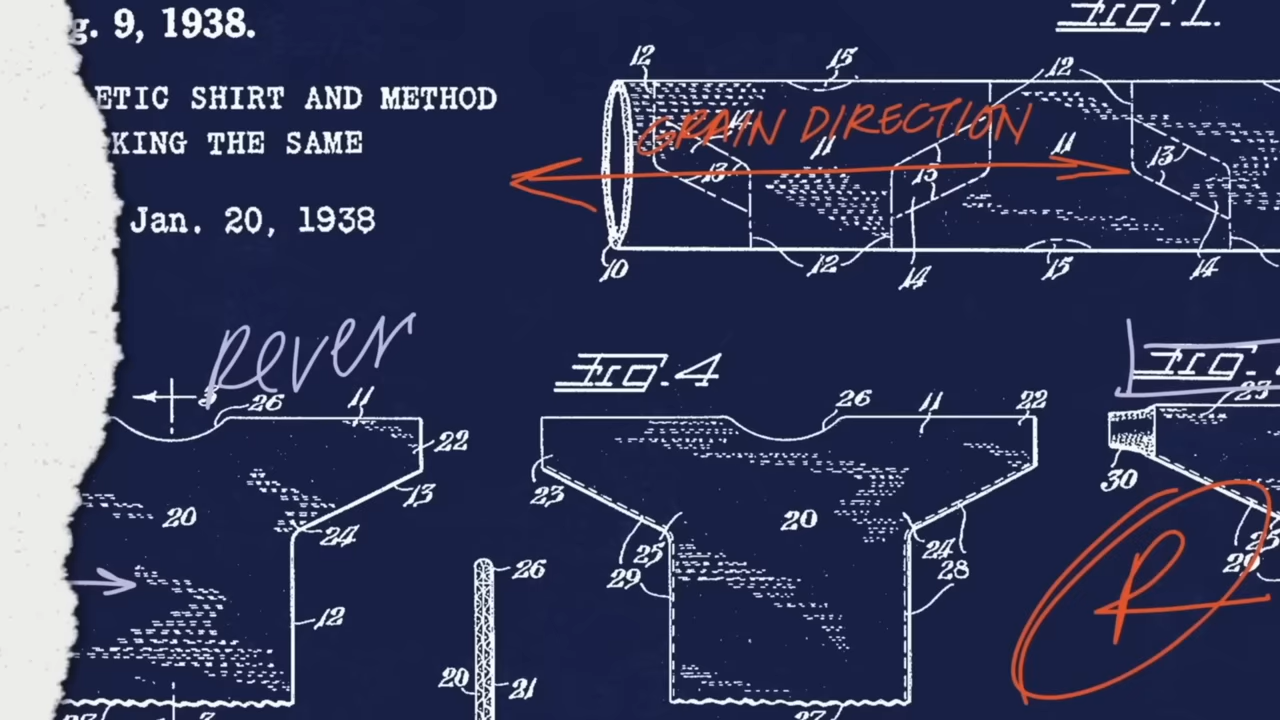 g. 9, 1938.
ETIC SHIRT AND METHOD
KING THE SAME
Jan. 20, 1938
Fig. 1.
12 15 12
GRAIN DIRECTION
11 11
13 13 13
10 12 14 15 14
Rever
Fig. 4
26 11
22
13
20
24
12
26 11 22
23
20
25 24
29 28
27
26
20 21
23
30
29
R